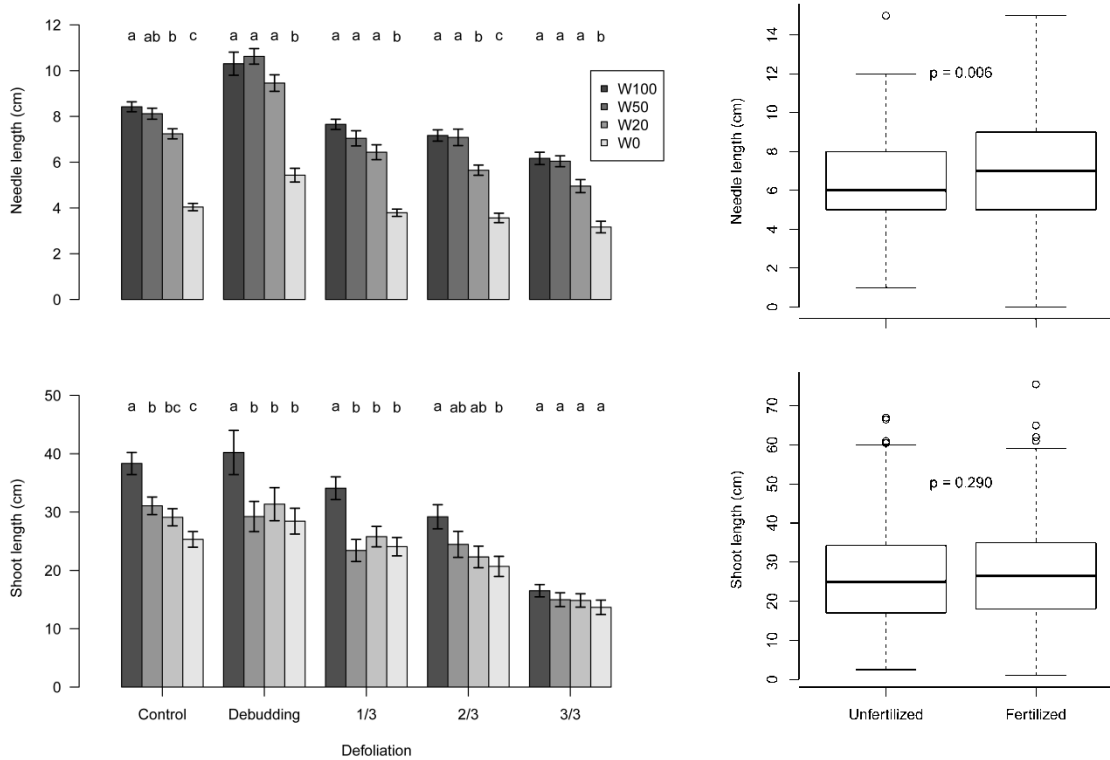 12
10
8
6
4
2
0
Needle length (cm)
a ab b c a a a b a a a b a a b c a a a b
W100
W50
W20
W0
14
12
10
8
6
4
2
0
Needle length (cm)
p = 0.006
50
40
30
20
10
0
Shoot length (cm)
a b bc c a b b b a b b b a ab ab b a a a a
Control Debudding 1/3 2/3 3/3
Defoliation
70
60
50
40
30
20
10
0
Shoot length (cm)
p = 0.290
Unfertilized Fertilized